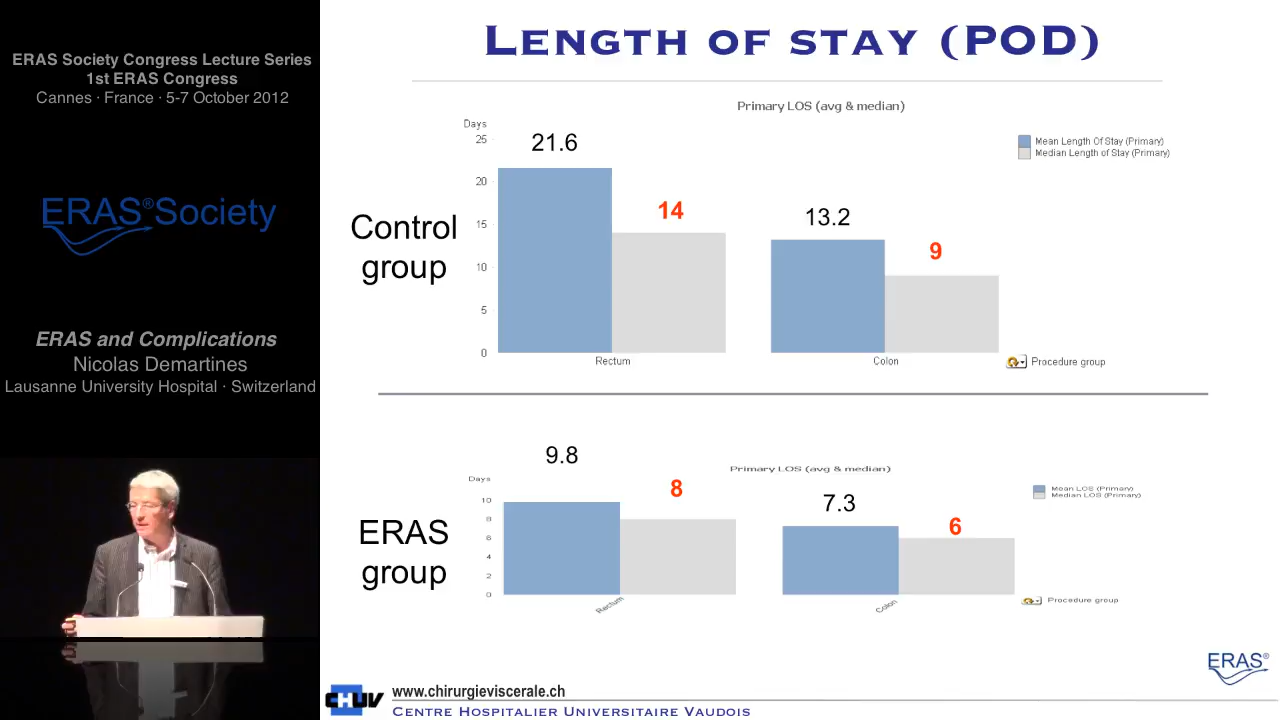 ERAS Society Congress Lecture Series
1st ERAS Congress
Cannes · France · 5-7 October 2012
ERAS®Society
ERAS and Complications
Nicolas Demartines
Lausanne University Hospital · Switzerland
Length of stay (POD)
Primary LOS (avg & median)
Days
25
20
15
10
5
0
21.6
14
13.2
9
Mean Length Of Stay (Primary)
Median Length of Stay (Primary)
Control
group
Rectum
Colon
Procedure group
Primary LOS (avg & median)
Days
10
8
6
4
2
0
9.8
8
7.3
6
Mean LOS (Primary)
Median LOS (Primary)
ERAS
group
Rectum
Colon
Procedure group
ERAS®
CHUV
www.chirurgieviscerale.ch
Centre Hospitalier Universitaire Vaudois